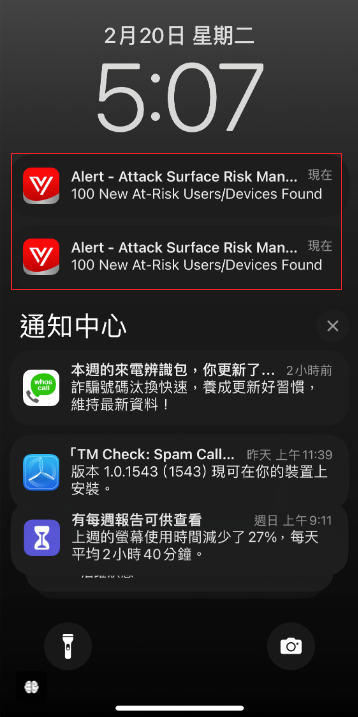 2月20日 星期二
5:07
Alert - Attack Surface Risk Man... 現在
100 New At-Risk Users/Devices Found
Alert - Attack Surface Risk Man... 現在
100 New At-Risk Users/Devices Found
通知中心
whos
call
本週的來電辨識包，你更新了... 2小時前
詐騙號碼汰換快速，養成更新好習慣，
維持最新資料！
「TM Check: Spam Call... 昨天 上午11:39
版本 1.0.1543 (1543) 現可在你的裝置上
安裝。
有每週報告可供查看 週日 上午9:11
上週的螢幕使用時間減少了 27%，每天
平均 2 小時 40 分鐘。